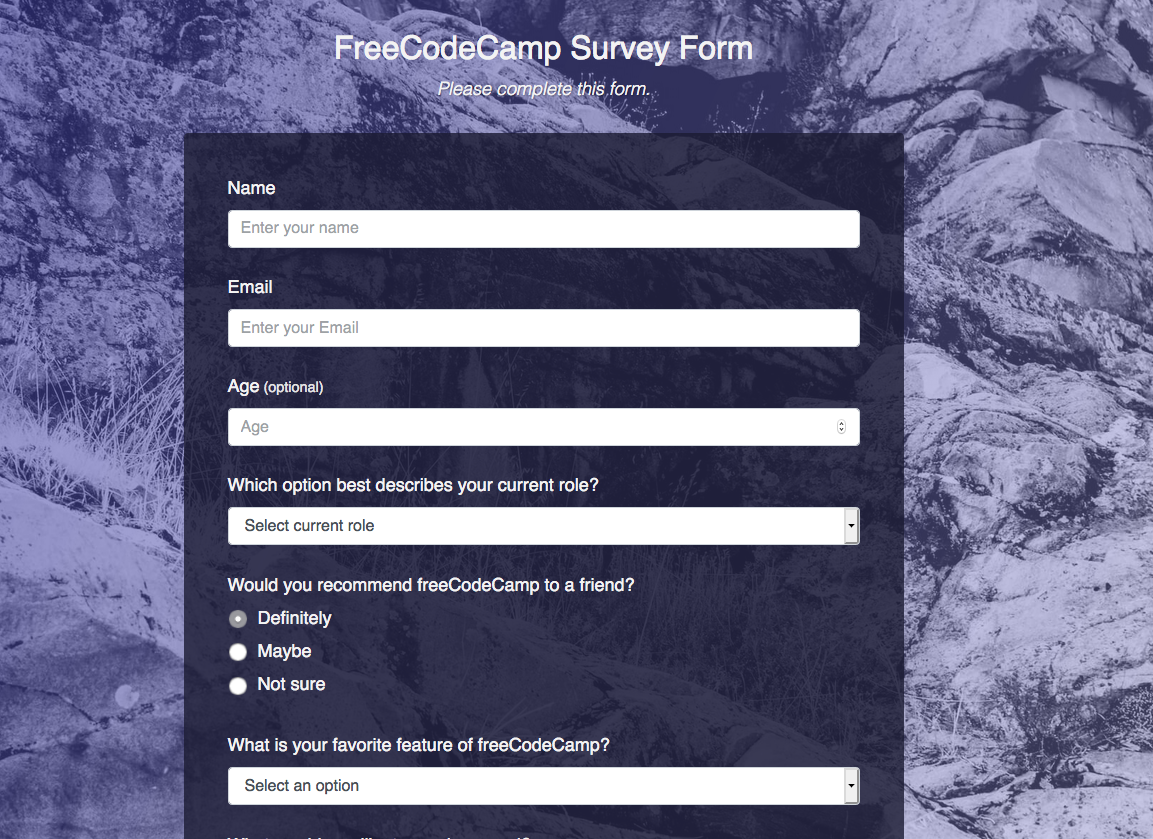 FreeCodeCamp Survey Form
Please complete this form.
Name
Enter your name
Email
Enter your Email
Age (optional)
Age
Which option best describes your current role?
Select current role
Would you recommend freeCodeCamp to a friend?
Definitely
Maybe
Not sure
What is your favorite feature of freeCodeCamp?
Select an option